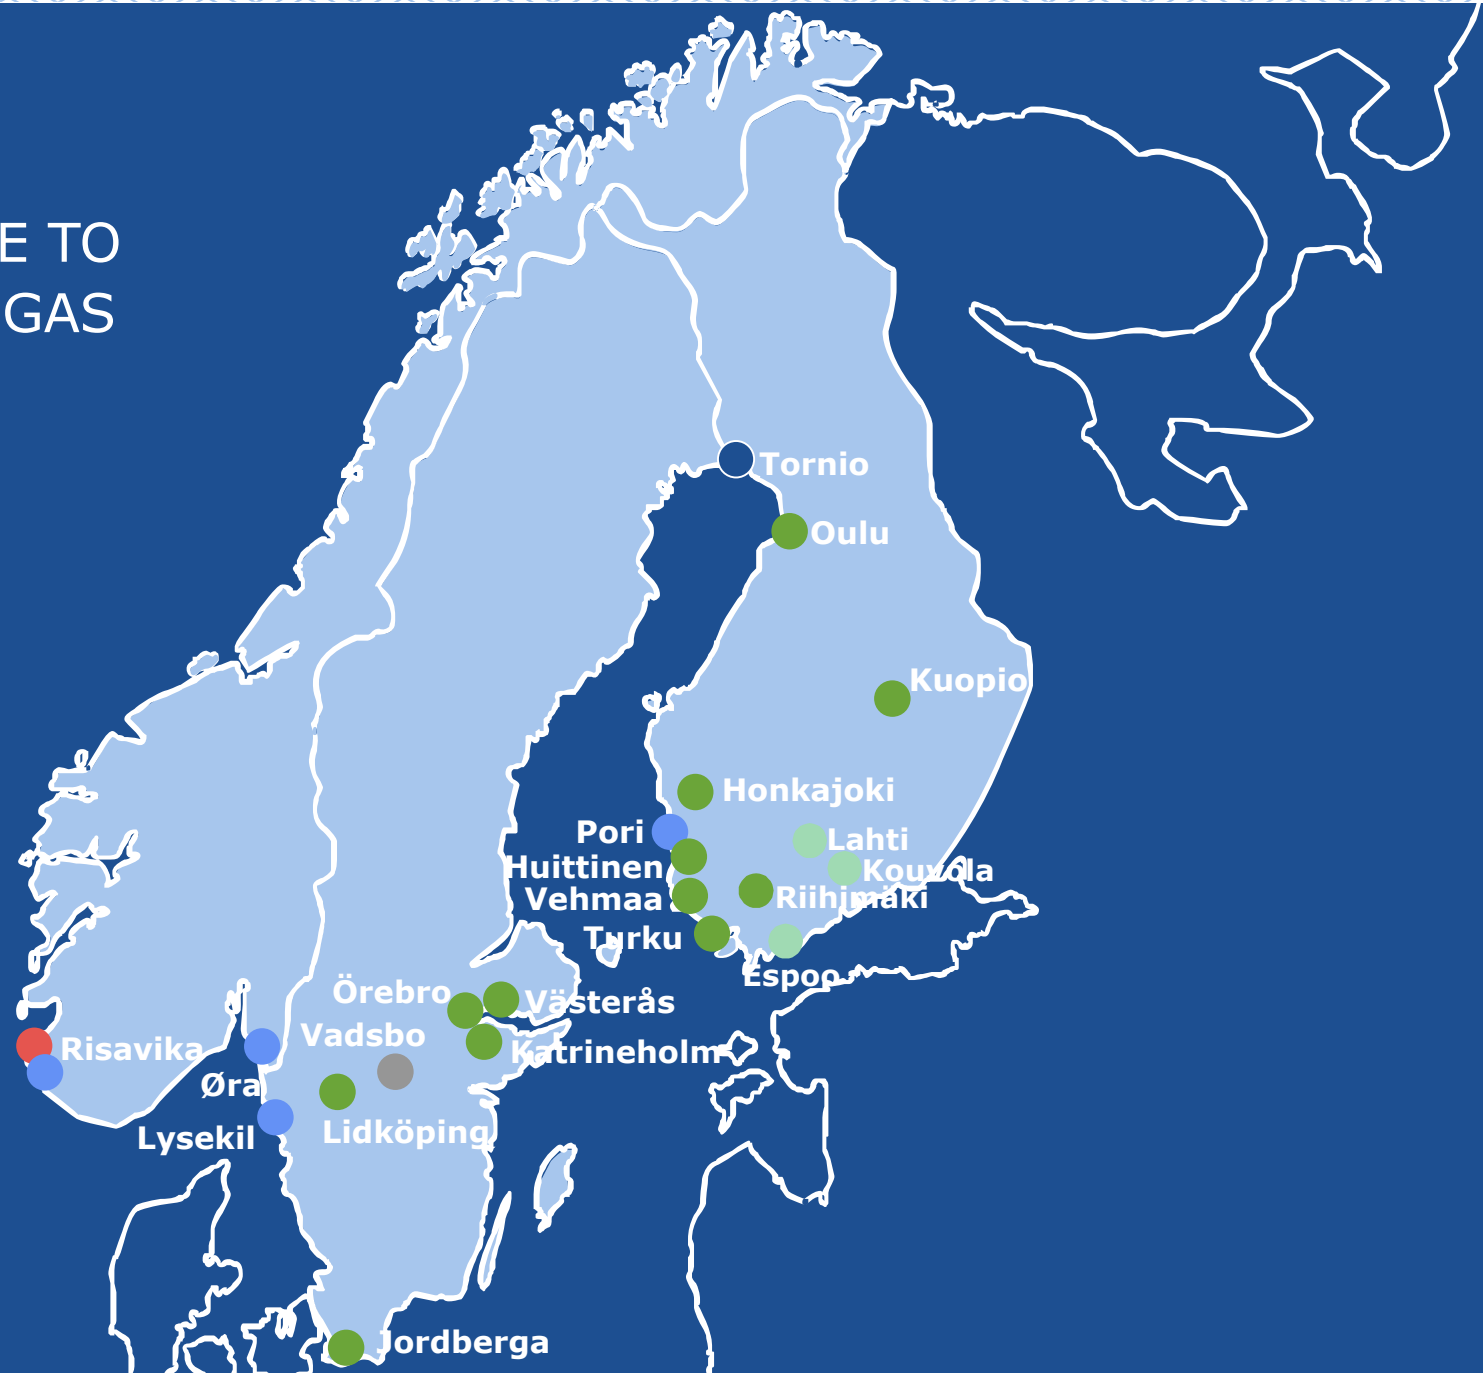 E TO
GAS
Tornio
Oulu
Kuopio
Honkajoki
Pori
Lahti
Huittinen
Kouvola
Vehmaa
Riihimäki
Turku
Espoo
Örebro
Västerås
Vadsbo
Risavika
Katrineholm
Øra
Lidköping
Lysekil
Jordberga